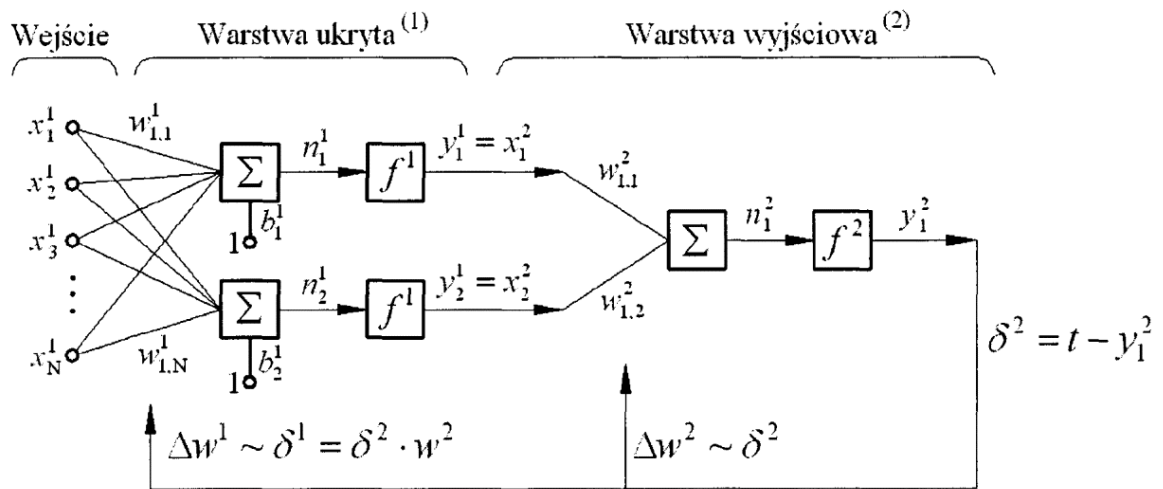 Wejście
Warstwa ukryta (1)
Warstwa wyjściowa (2)
x₁¹
w¹₁,₁
Σ
n₁¹
f¹
y₁¹ = x₁²
w²₁,₁
x₂¹
b₁¹
1
x₃¹
Σ
n₁²
f²
y₁²
⋮
Σ
n₂¹
f¹
y₂¹ = x₂²
w²₁,₂
x_N¹
w¹₁,N
b₂¹
1
δ² = t − y₁²
Δw¹ ~ δ¹ = δ² · w²
Δw² ~ δ²